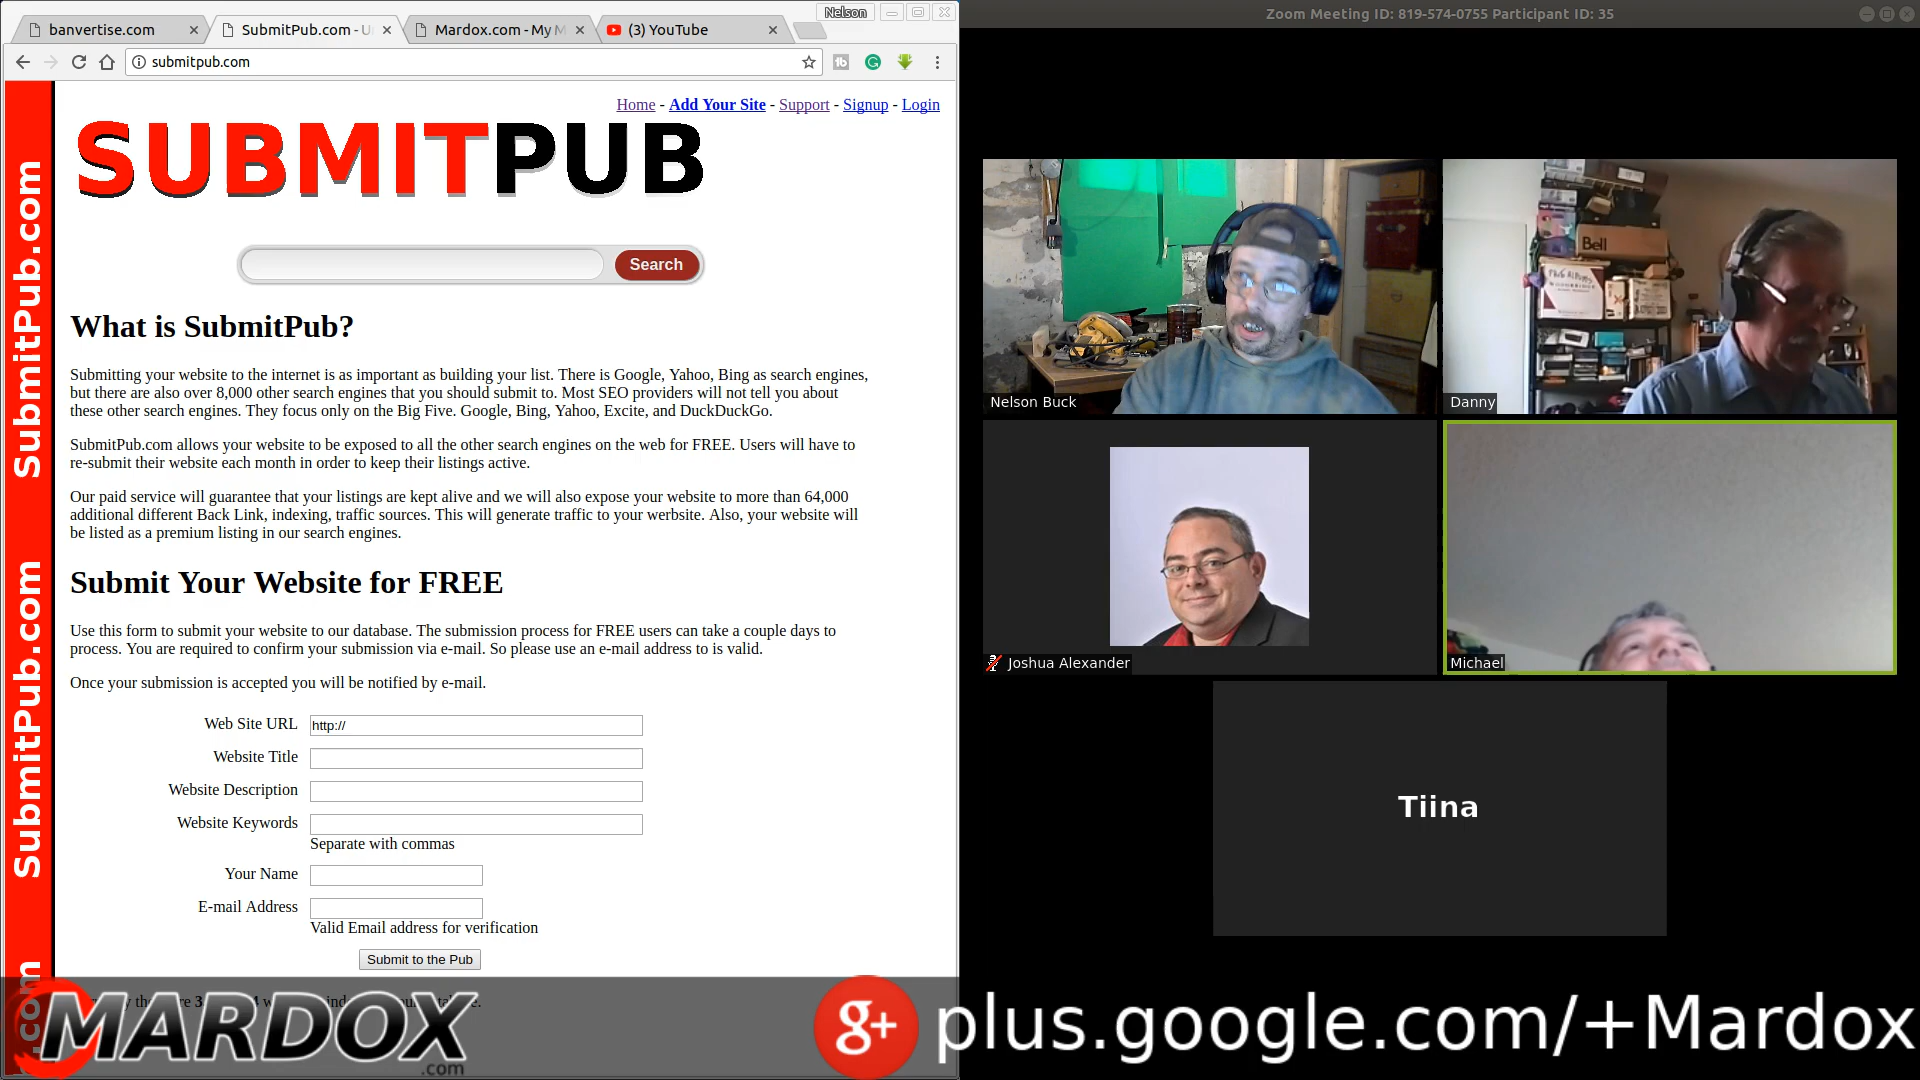 Nelson
banvertise.com
SubmitPub.com - U
Mardox.com - My M
(3) YouTube
submitpub.com
Home - Add Your Site - Support - Signup - Login
SUBMITPUB
Search
What is SubmitPub?
Submitting your website to the internet is as important as building your list. There is Google, Yahoo, Bing as search engines,
but there are also over 8,000 other search engines that you should submit to. Most SEO providers will not tell you about
these other search engines. They focus only on the Big Five. Google, Bing, Yahoo, Excite, and DuckDuckGo.
SubmitPub.com allows your website to be exposed to all the other search engines on the web for FREE. Users will have to
re-submit their website each month in order to keep their listings active.
Our paid service will guarantee that your listings are kept alive and we will also expose your website to more than 64,000
additional different Back Link, indexing, traffic sources. This will generate traffic to your werbsite. Also, your website will
be listed as a premium listing in our search engines.
Submit Your Website for FREE
Use this form to submit your website to our database. The submission process for FREE users can take a couple days to
process. You are required to confirm your submission via e-mail. So please use an e-mail address to is valid.
Once your submission is accepted you will be notified by e-mail.
Web Site URL http://
Website Title
Website Description
Website Keywords
Separate with commas
Your Name
E-mail Address
Valid Email address for verification
Submit to the Pub
SubmitPub.com
SubmitPub.com
.com
MARDOX
.com
g+ plus.google.com/+Mardox
Zoom Meeting ID: 819-574-0755 Participant ID: 35
Bell
Nelson Buck
Danny
Joshua Alexander
Michael
Tiina